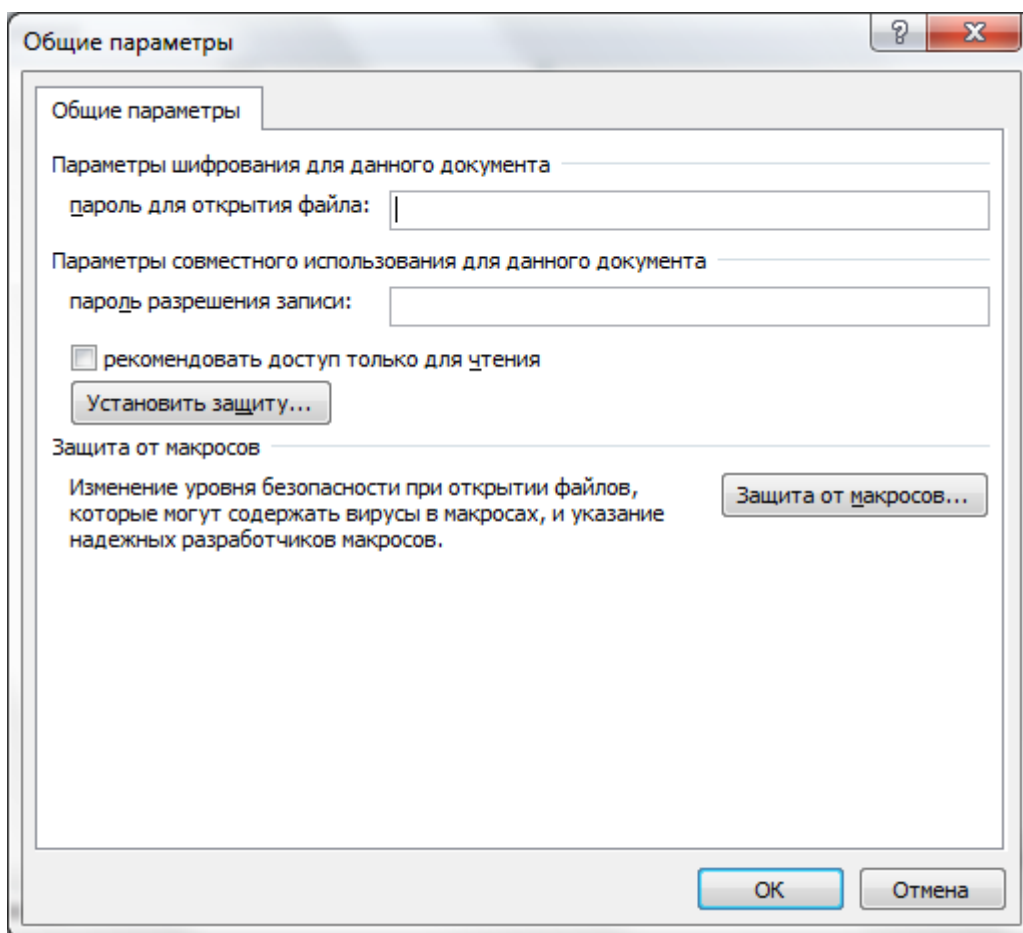 Общие параметры
Общие параметры
Параметры шифрования для данного документа
пароль для открытия файла:
Параметры совместного использования для данного документа
пароль разрешения записи:
рекомендовать доступ только для чтения
Установить защиту...
Защита от макросов
Изменение уровня безопасности при открытии файлов,
которые могут содержать вирусы в макросах, и указание
надежных разработчиков макросов.
Защита от макросов...
ОК
Отмена